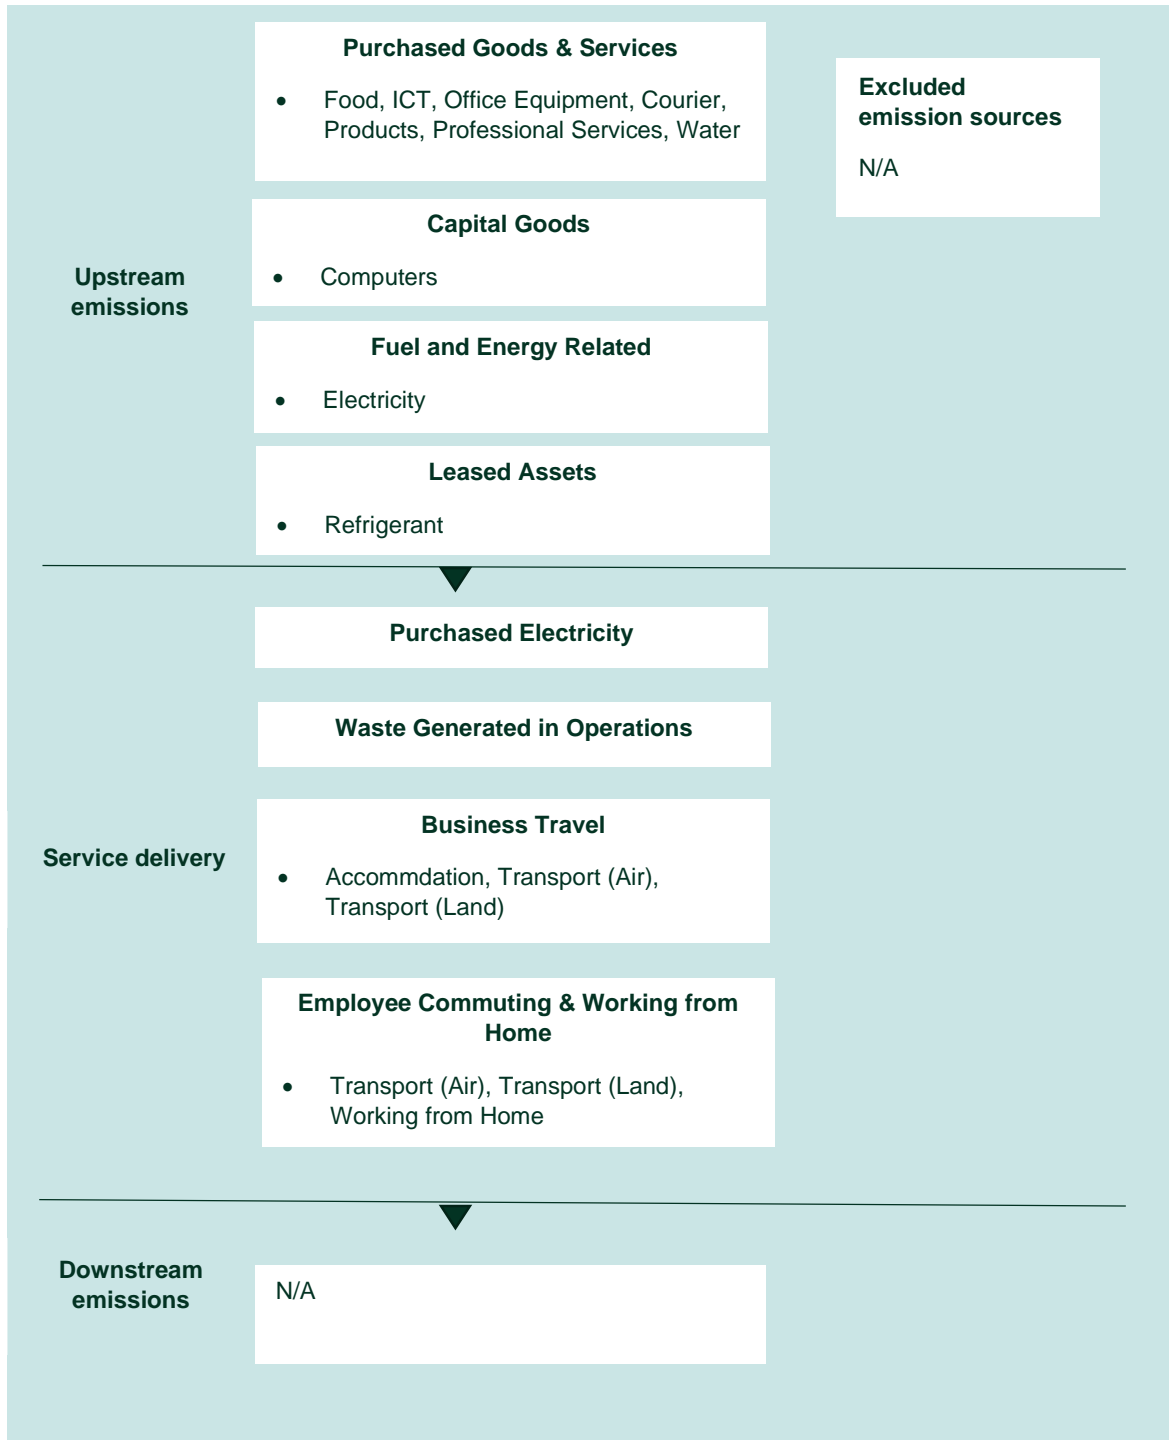 Purchased Goods & Services
• Food, ICT, Office Equipment, Courier,
Products, Professional Services, Water
Excluded
emission sources
N/A
Upstream
emissions
Capital Goods
• Computers
Fuel and Energy Related
• Electricity
Leased Assets
• Refrigerant
Service delivery
Purchased Electricity
Waste Generated in Operations
Business Travel
• Accommdation, Transport (Air),
Transport (Land)
Employee Commuting & Working from
Home
• Transport (Air), Transport (Land),
Working from Home
Downstream
emissions
N/A